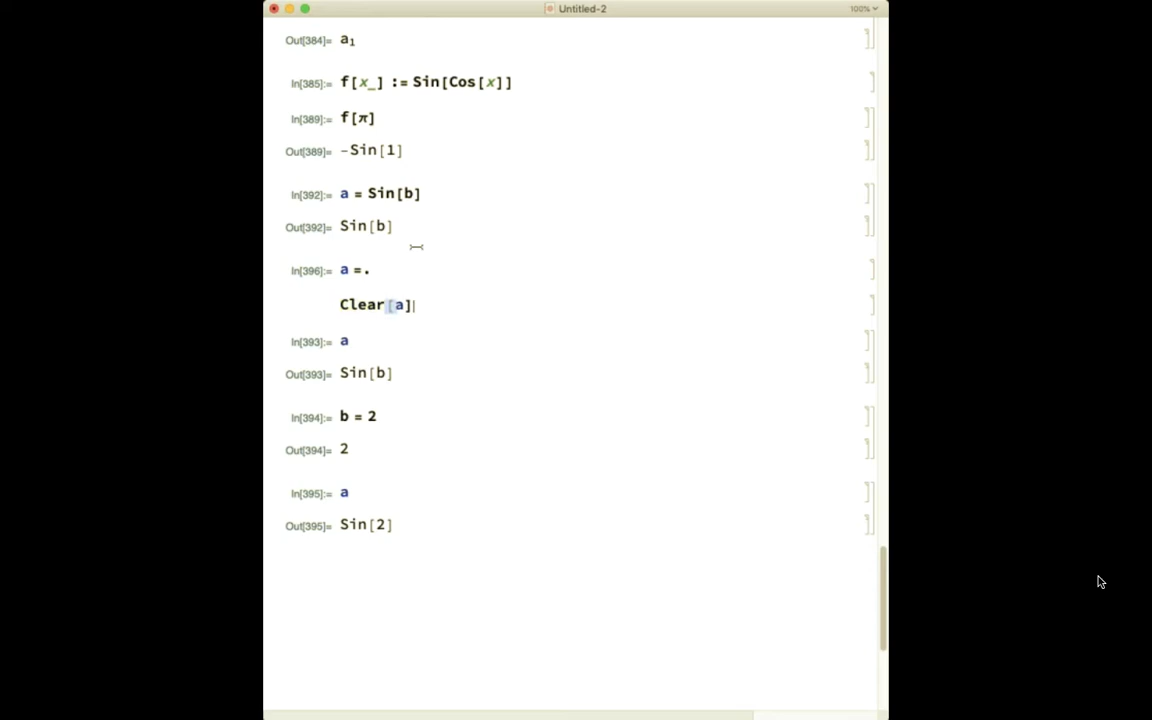 Untitled-2
100%
Out[384]= a₁
In[385]:= f[x_] := Sin[Cos[x]]
In[389]:= f[π]
Out[389]= -Sin[1]
In[392]:= a = Sin[b]
Out[392]= Sin[b]
In[396]:= a =.
Clear[a]
In[393]:= a
Out[393]= Sin[b]
In[394]:= b = 2
Out[394]= 2
In[395]:= a
Out[395]= Sin[2]